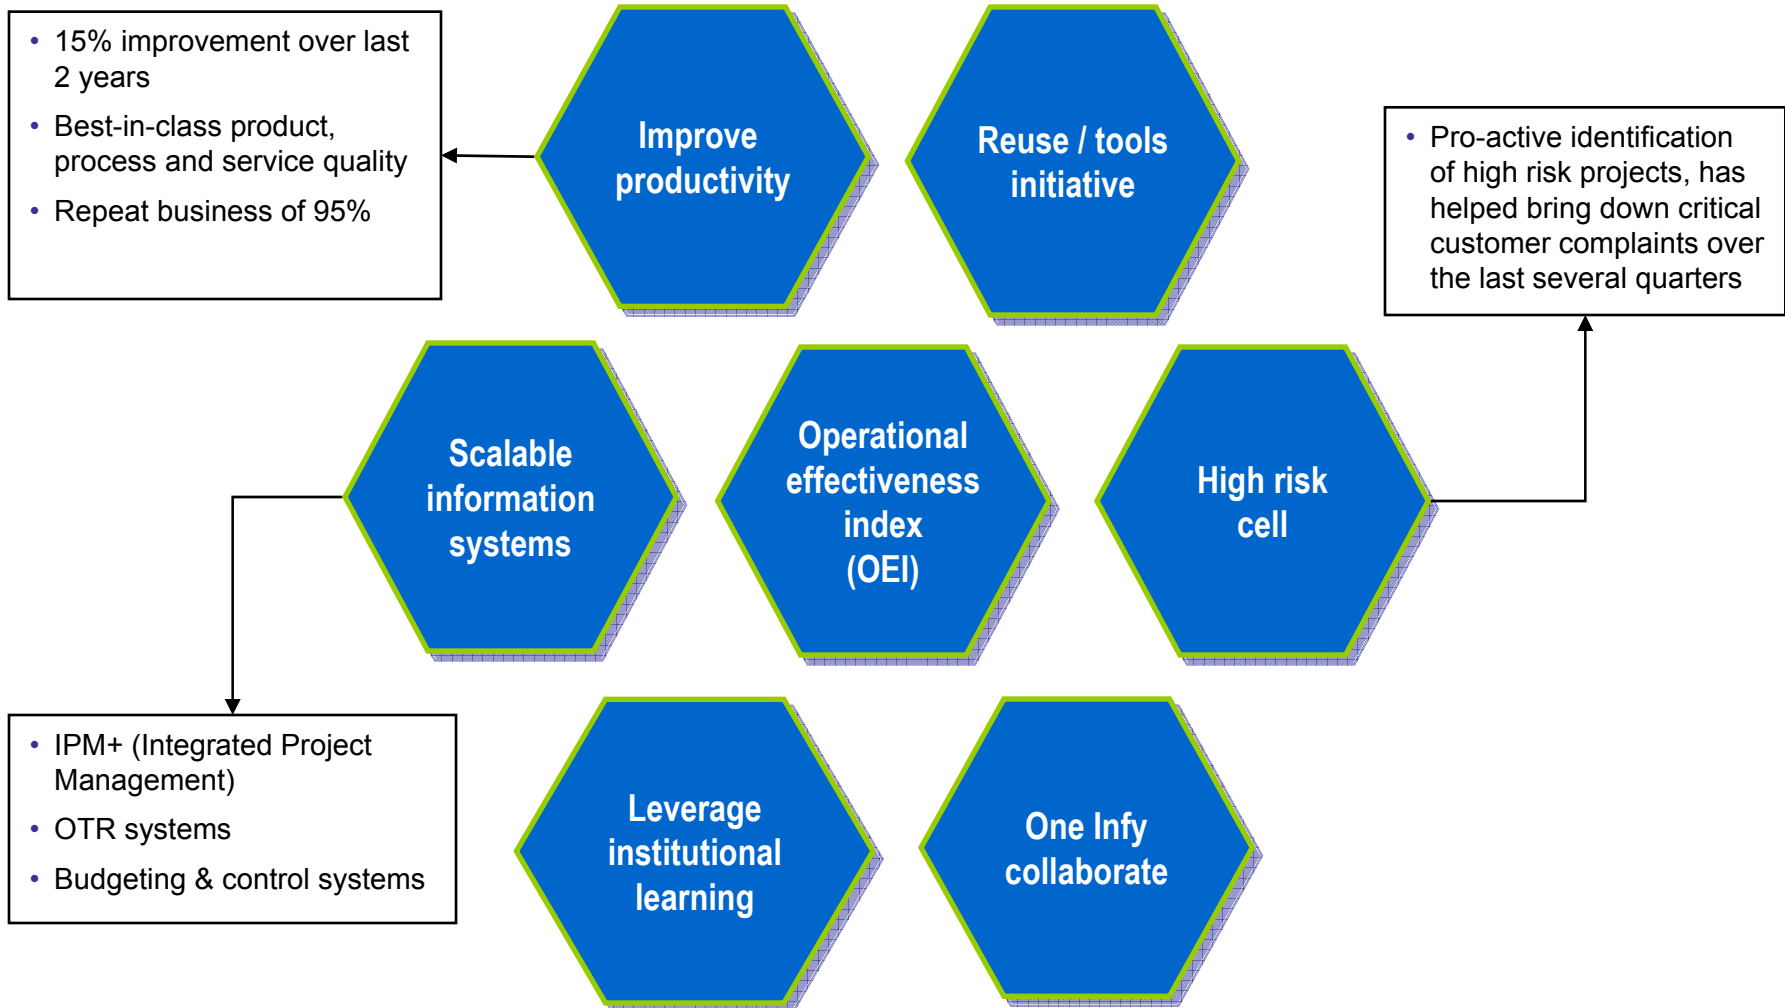 • 15% improvement over last
2 years
• Best-in-class product,
process and service quality
• Repeat business of 95%
Improve
productivity
Reuse / tools
initiative
• Pro-active identification
of high risk projects, has
helped bring down critical
customer complaints over
the last several quarters
Scalable
information
systems
Operational
effectiveness
index
(OEI)
High risk
cell
• IPM+ (Integrated Project
Management)
• OTR systems
• Budgeting & control systems
Leverage
institutional
learning
One Infy
collaborate